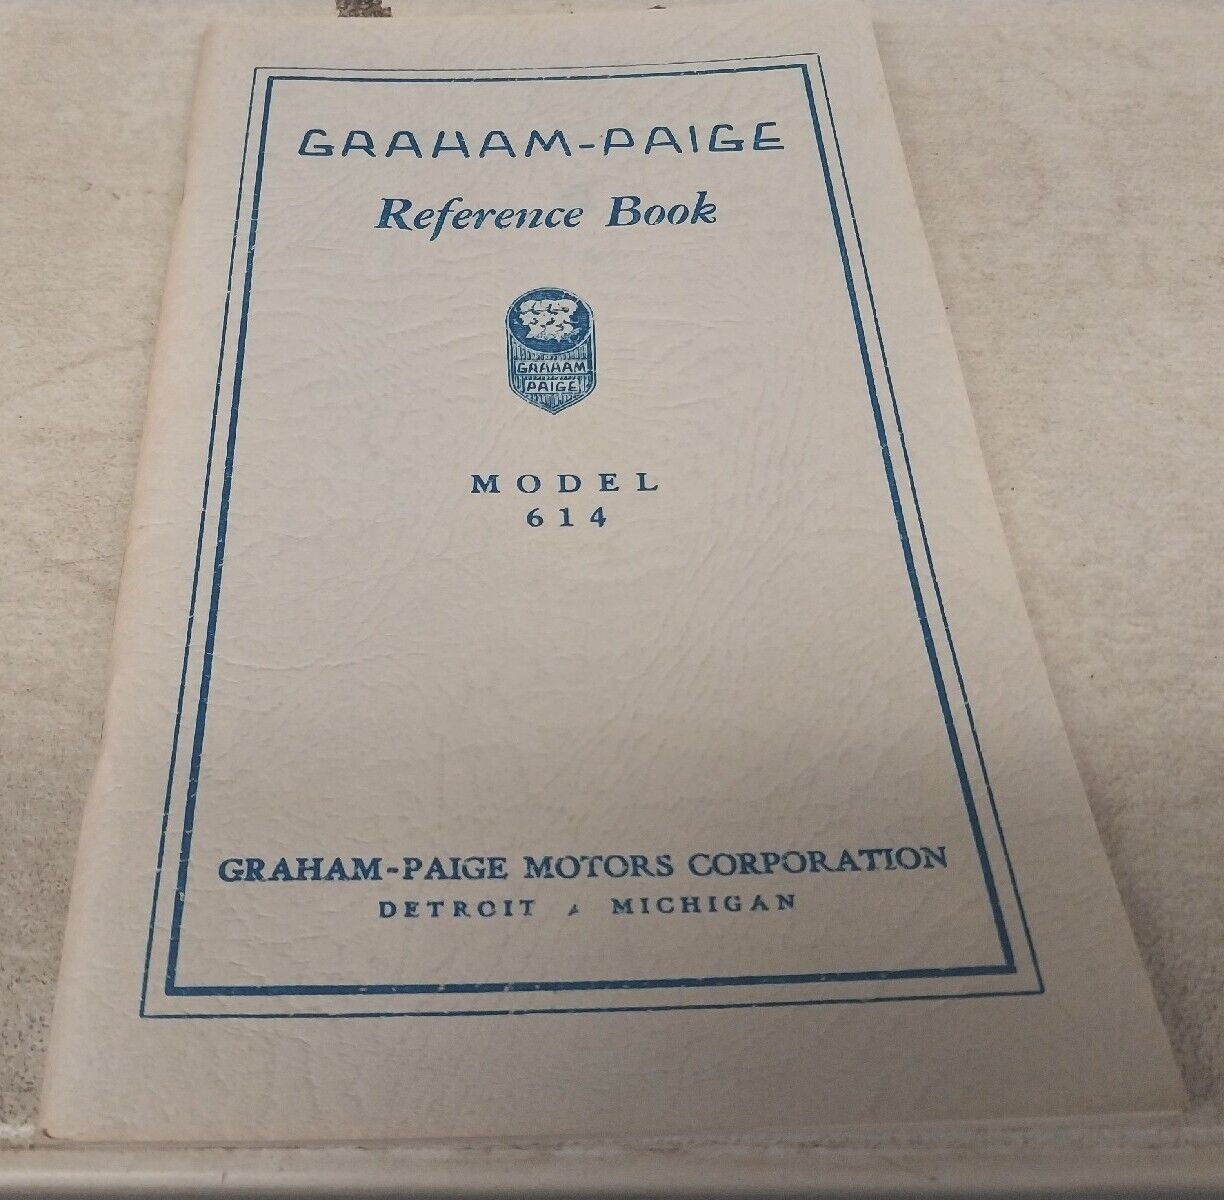 GRAHAM-PAIGE
Reference Book
GRAHAM
PAIGE
MODEL
614
GRAHAM-PAIGE MOTORS CORPORATION
DETROIT MICHIGAN